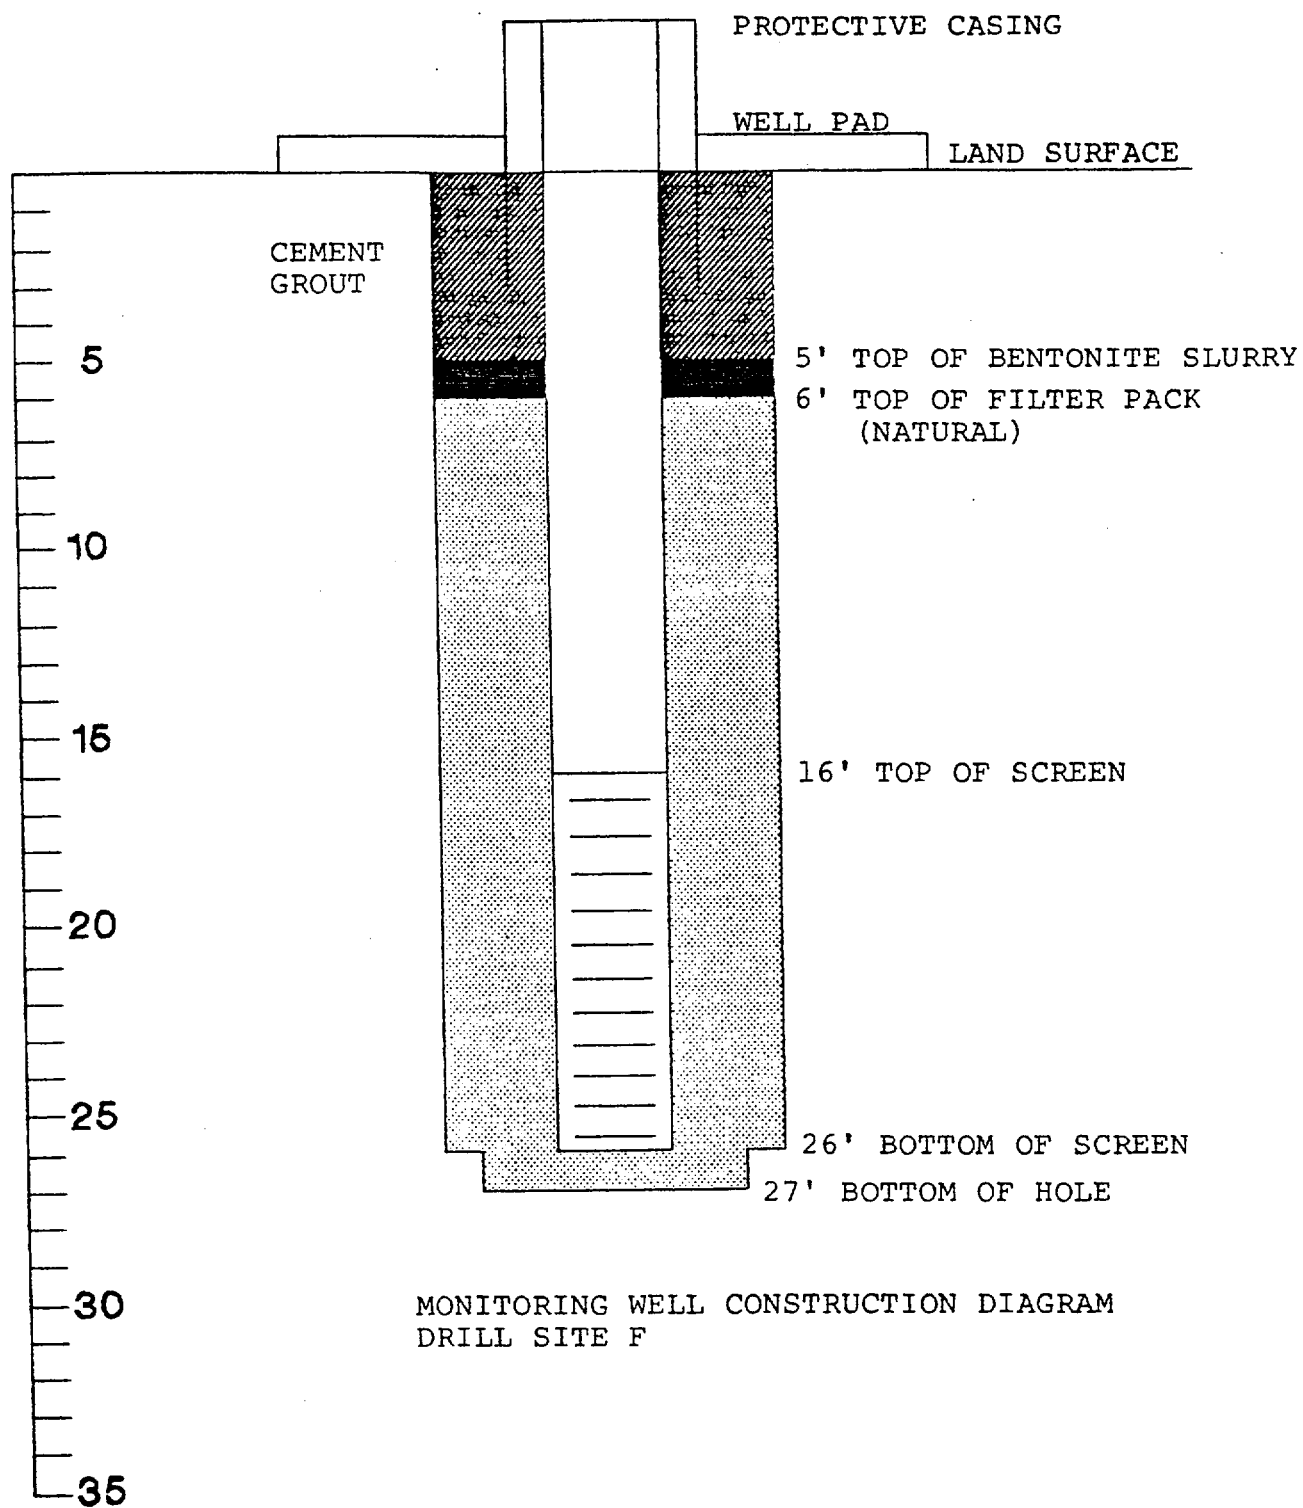 PROTECTIVE CASING
WELL PAD
LAND SURFACE
CEMENT
GROUT
5
5' TOP OF BENTONITE SLURRY
6' TOP OF FILTER PACK
(NATURAL)
10
15
16' TOP OF SCREEN
20
25
26' BOTTOM OF SCREEN
27' BOTTOM OF HOLE
30
MONITORING WELL CONSTRUCTION DIAGRAM
DRILL SITE F
35